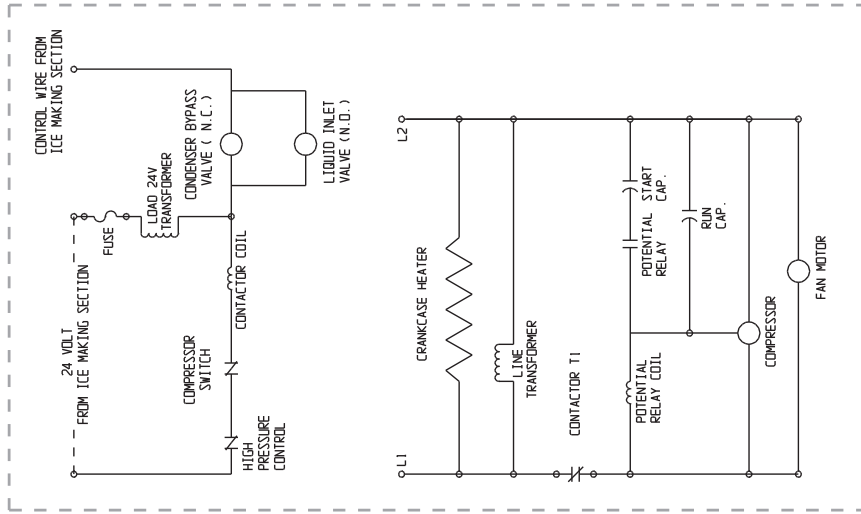 CONTROL WIRE FROM
ICE MAKING SECTION
CONDENSER BYPASS
VALVE ( N.C.)
LIQUID INLET
VALVE (N.O.)
LOAD 24V
TRANSFORMER
FUSE
CONTACTOR COIL
24 VOLT
FROM ICE MAKING SECTION
COMPRESSOR
SWITCH
HIGH
PRESSURE
CONTROL
L2
CRANKCASE HEATER
LINE
TRANSFORMER
CONTACTOR T1
START
CAP.
POTENTIAL
RELAY
RUN
CAP.
POTENTIAL
RELAY COIL
COMPRESSOR
FAN MOTOR
L1